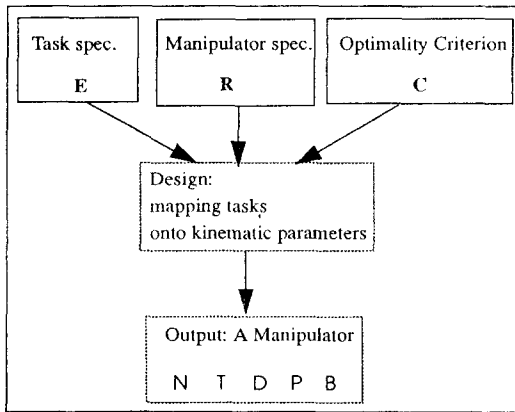 Task spec.
E
Manipulator spec.
R
Optimality Criterion
C
Design:
mapping tasks
onto kinematic parameters
Output: A Manipulator
N T D P B